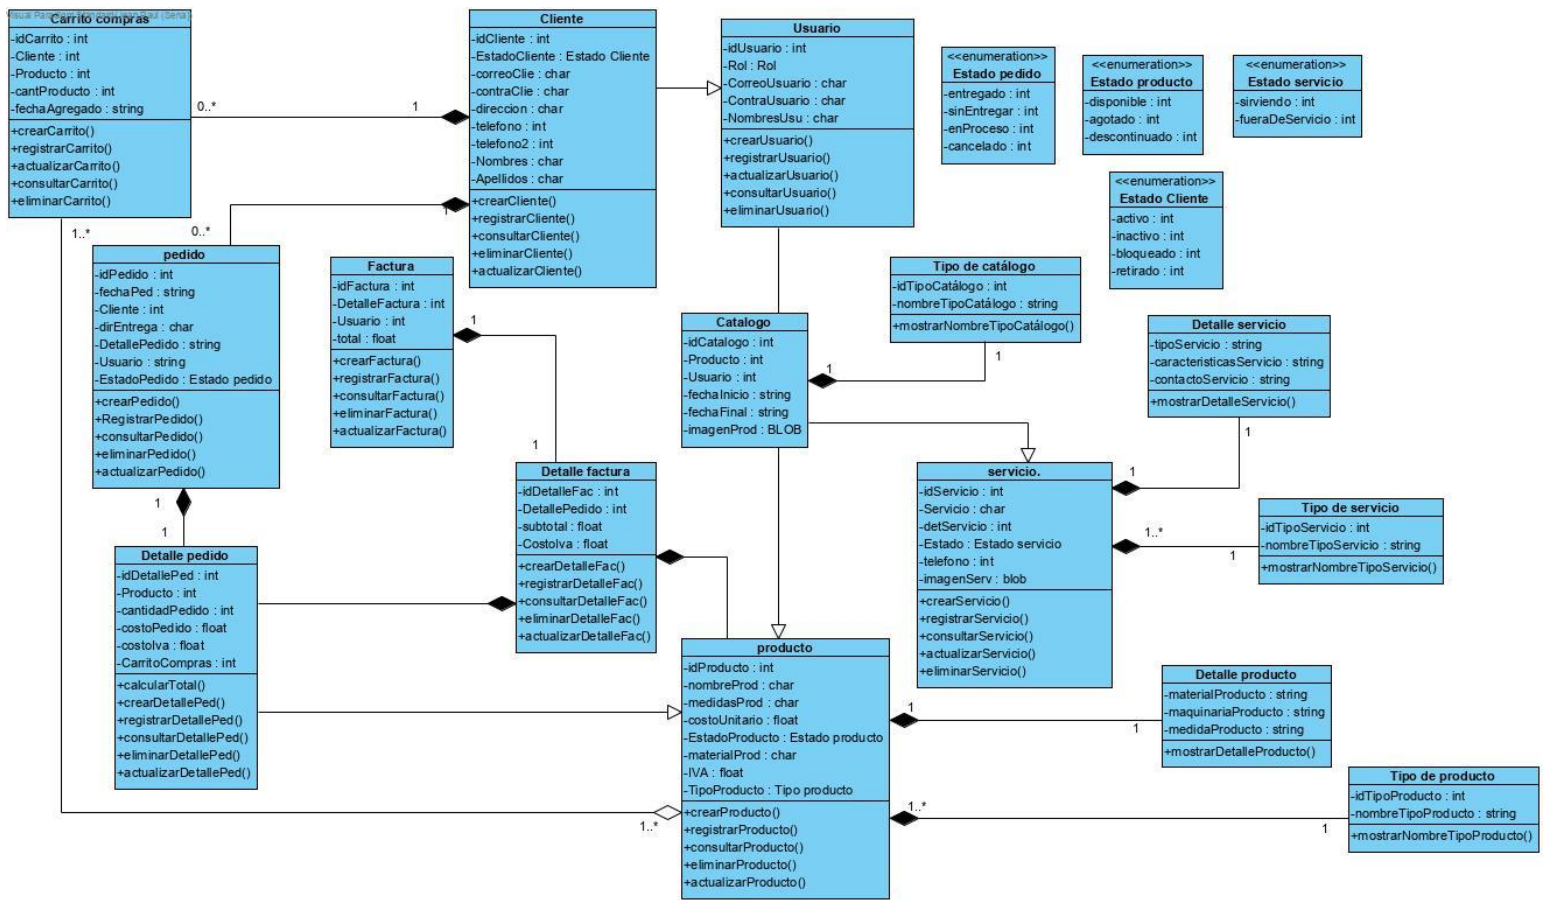 Carrito compras
-idCarrito : int
-Cliente : int
-Producto : int
-cantProducto : int
-fechaAgregado : string
+crearCarrito()
+registrarCarrito()
+actualizarCarrito()
+consultarCarrito()
+eliminarCarrito()
0..*
1
Cliente
-idCliente : int
-EstadoCliente : Estado Cliente
-correoClie : char
-contraClie : char
-direccion : char
-telefono : int
-telefono2 : int
-Nombres : char
-Apellidos : char
+crearCliente()
+registrarCliente()
+consultarCliente()
+eliminarCliente()
+actualizarCliente()
Usuario
-idUsuario : int
-Rol : Rol
-CorreoUsuario : char
-ContraUsuario : char
-NombresUsu : char
+crearUsuario()
+registrarUsuario()
+actualizarUsuario()
+consultarUsuario()
+eliminarUsuario()
<<enumeration>>
Estado pedido
-entregado : int
-sinEntregar : int
-enProceso : int
-cancelado : int
<<enumeration>>
Estado producto
-disponible : int
-agotado : int
-descontinuado : int
<<enumeration>>
Estado servicio
-sirviendo : int
-fueraDeServicio : int
<<enumeration>>
Estado Cliente
-activo : int
-inactivo : int
-bloqueado : int
-retirado : int
1..*
0..*
1
pedido
-idPedido : int
-fechaPed : string
-Cliente : int
-dirEntrega : char
-DetallePedido : string
-Usuario : string
-EstadoPedido : Estado pedido
+crearPedido()
+RegistrarPedido()
+consultarPedido()
+eliminarPedido()
+actualizarPedido()
1
1
Factura
-idFactura : int
-DetalleFactura : int
-Usuario : int
-total : float
+crearFactura()
+registrarFactura()
+consultarFactura()
+eliminarFactura()
+actualizarFactura()
1
1
Catalogo
-idCatalogo : int
-Producto : int
-Usuario : int
-fechaInicio : string
-fechaFinal : string
-imagenProd : BLOB
1
1
Tipo de catálogo
-idTipoCatálogo : int
-nombreTipoCatálogo : string
+mostrarNombreTipoCatálogo()
Detalle servicio
-tipoServicio : string
-caracteristicasServicio : string
-contactoServicio : string
+mostrarDetalleServicio()
1
1
Detalle factura
-idDetalleFac : int
-DetallePedido : int
-subtotal : float
-CostoIva : float
+crearDetalleFac()
+registrarDetalleFac()
+consultarDetalleFac()
+eliminarDetalleFac()
+actualizarDetalleFac()
servicio.
-idServicio : int
-Servicio : char
-detServicio : int
-Estado : Estado servicio
-telefono : int
-imagenServ : blob
+crearServicio()
+registrarServicio()
+consultarServicio()
+actualizarServicio()
+eliminarServicio()
1..*
1
Tipo de servicio
-idTipoServicio : int
-nombreTipoServicio : string
+mostrarNombreTipoServicio()
Detalle pedido
-idDetallePed : int
-Producto : int
-cantidadPedido : int
-costoPedido : float
-costoIva : float
-CarritoCompras : int
+calcularTotal()
+crearDetallePed()
+registrarDetallePed()
+consultarDetallePed()
+eliminarDetallePed()
+actualizarDetallePed()
1..*
producto
-idProducto : int
-nombreProd : char
-medidasProd : char
-costoUnitario : float
-EstadoProducto : Estado producto
-materialProd : char
-IVA : float
-TipoProducto : Tipo producto
+crearProducto()
+registrarProducto()
+consultarProducto()
+eliminarProducto()
+actualizarProducto()
1
1
Detalle producto
-materialProducto : string
-maquinariaProducto : string
-medidaProducto : string
+mostrarDetalleProducto()
1..*
1
Tipo de producto
-idTipoProducto : int
-nombreTipoProducto : string
+mostrarNombreTipoProducto()